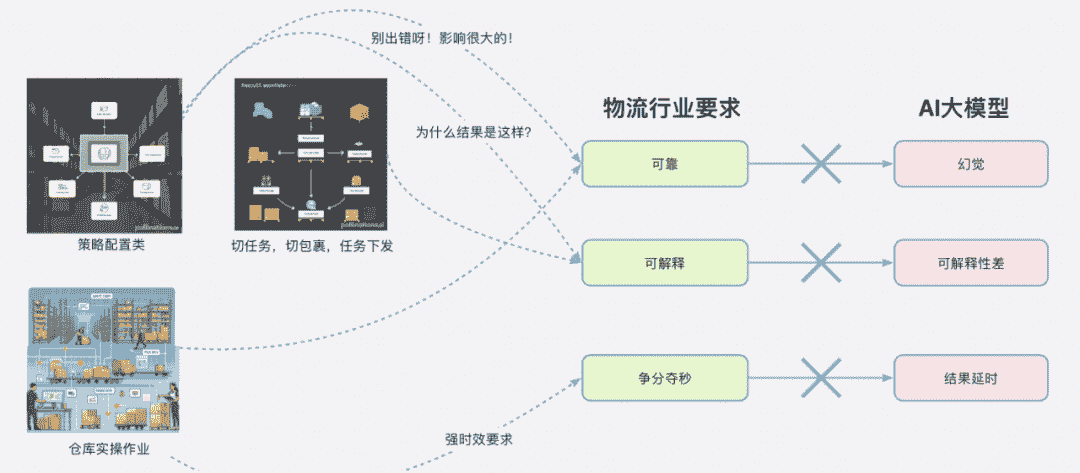 别出错呀！影响很大的！
物流行业要求
AI大模型
为什么结果是这样？
可靠
幻觉
策略配置类
切任务，切包裹，任务下发
可解释
可解释性差
争分夺秒
结果延时
强时效要求
仓库实操作业